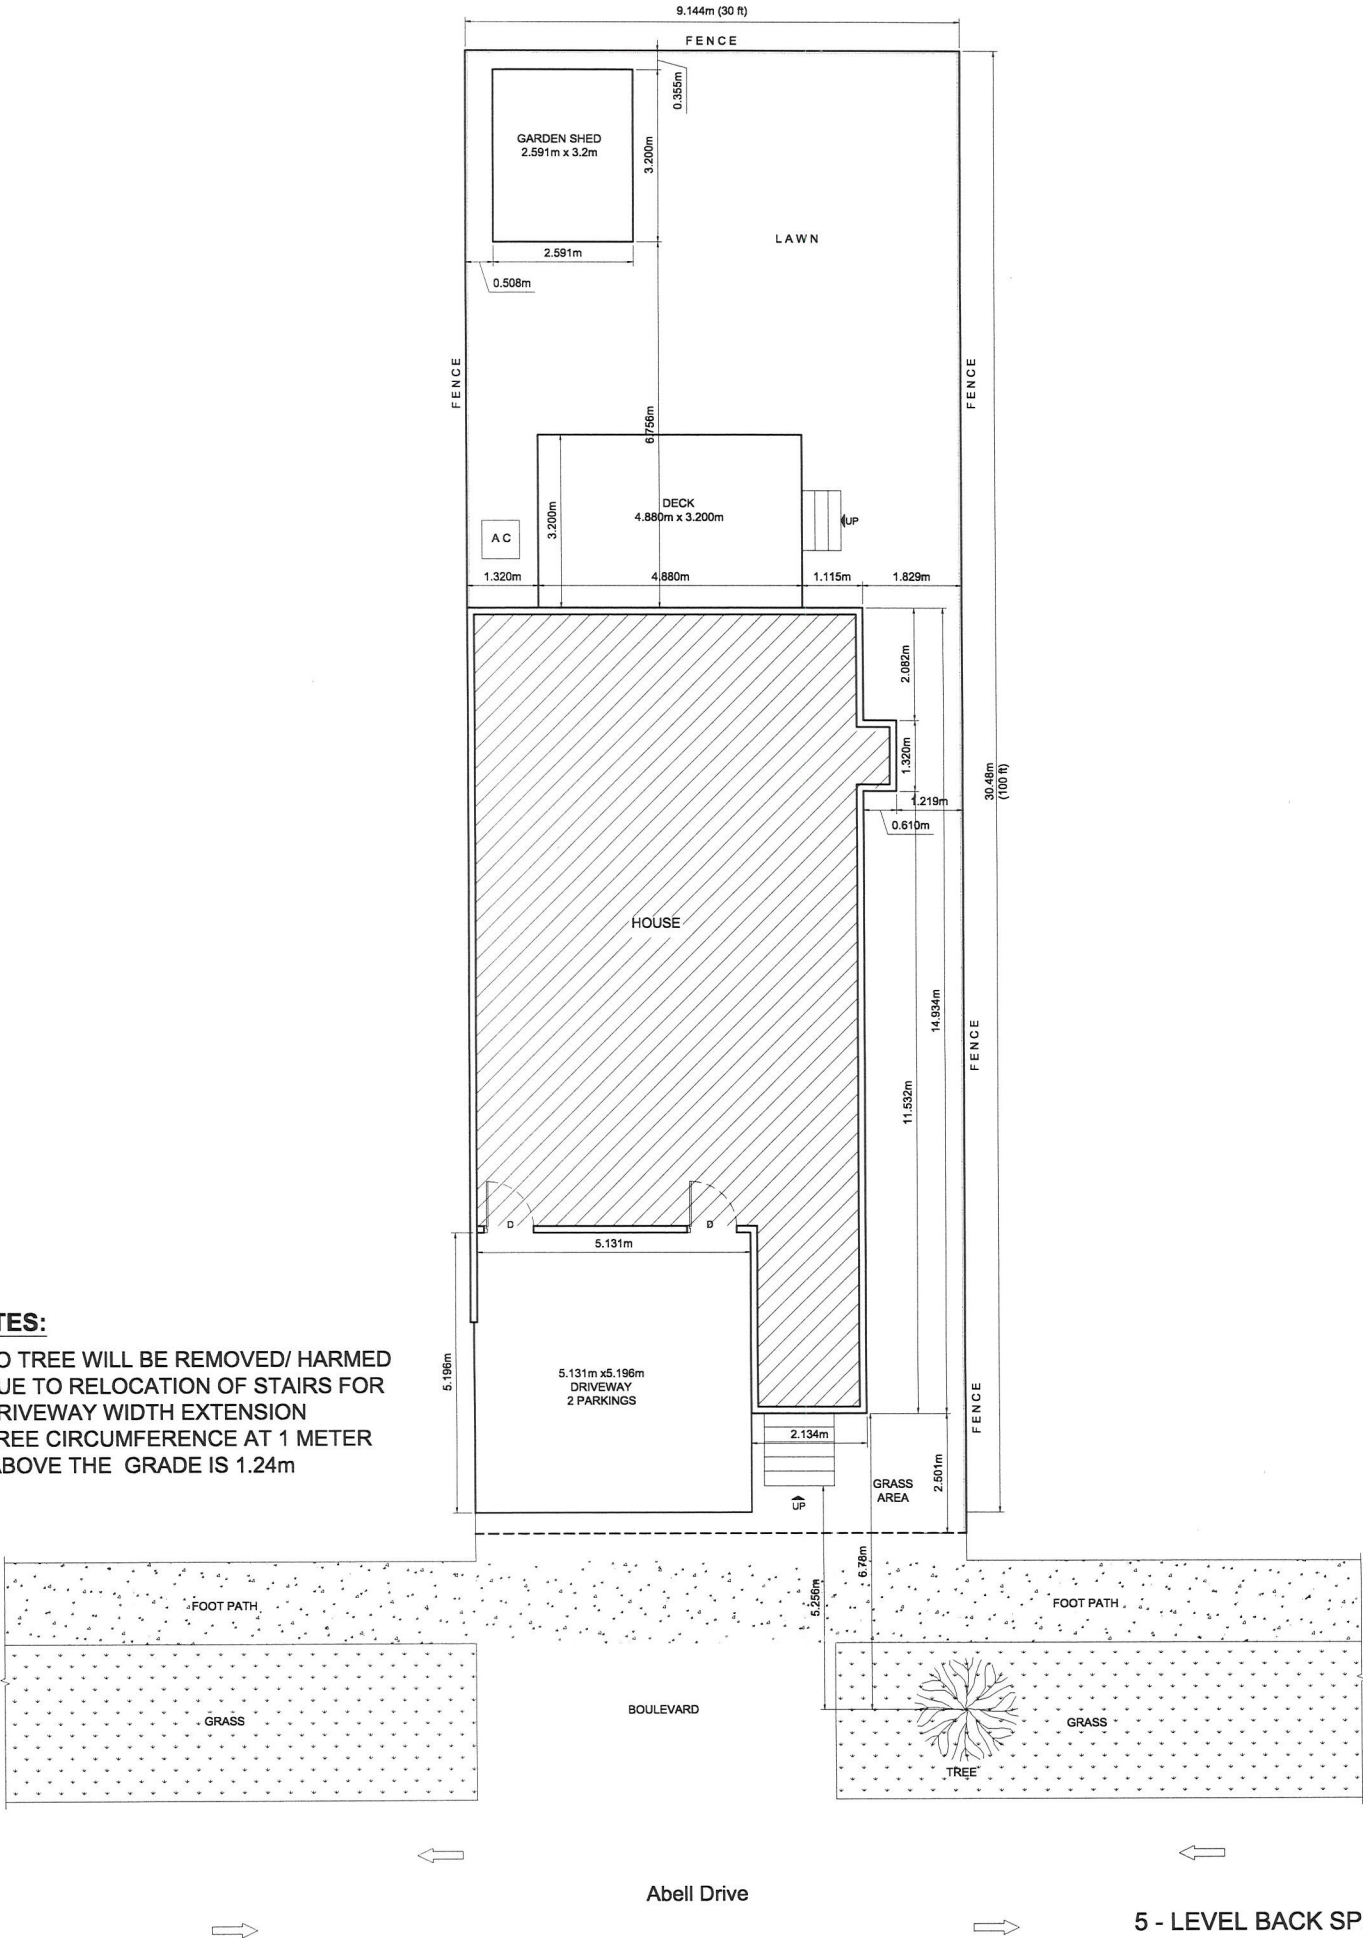 9.144m (30 ft)
FENCE
0.355m
GARDEN SHED
2.591m x 3.2m
3.200m
LAWN
2.591m
0.508m
FENCE
FENCE
6.756m
DECK
4.880m x 3.200m
3.200m
UP
A C
1.320m
4.880m
1.115m
1.829m
2.082m
1.320m
30.48m
(100 ft)
1.219m
0.610m
HOUSE
14.934m
FENCE
11.532m
D
D
5.131m
5.196m
5.131m x5.196m
DRIVEWAY
2 PARKINGS
FENCE
2.134m
2.501m
GRASS
AREA
UP
TES:
O TREE WILL BE REMOVED/ HARMED
UE TO RELOCATION OF STAIRS FOR
RIVEWAY WIDTH EXTENSION
REE CIRCUMFERENCE AT 1 METER
ABOVE THE GRADE IS 1.24m
6.78m
5.256m
FOOT PATH
FOOT PATH
BOULEVARD
GRASS
GRASS
TREE
Abell Drive
5 - LEVEL BACK SP